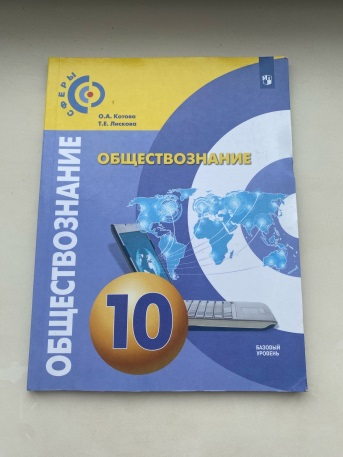 СФЕРЫ
О.А. Котова
Т.Е. Лискова
ОБЩЕСТВОЗНАНИЕ
ОБЩЕСТВОЗНАНИЕ
10
БАЗОВЫЙ
УРОВЕНЬ